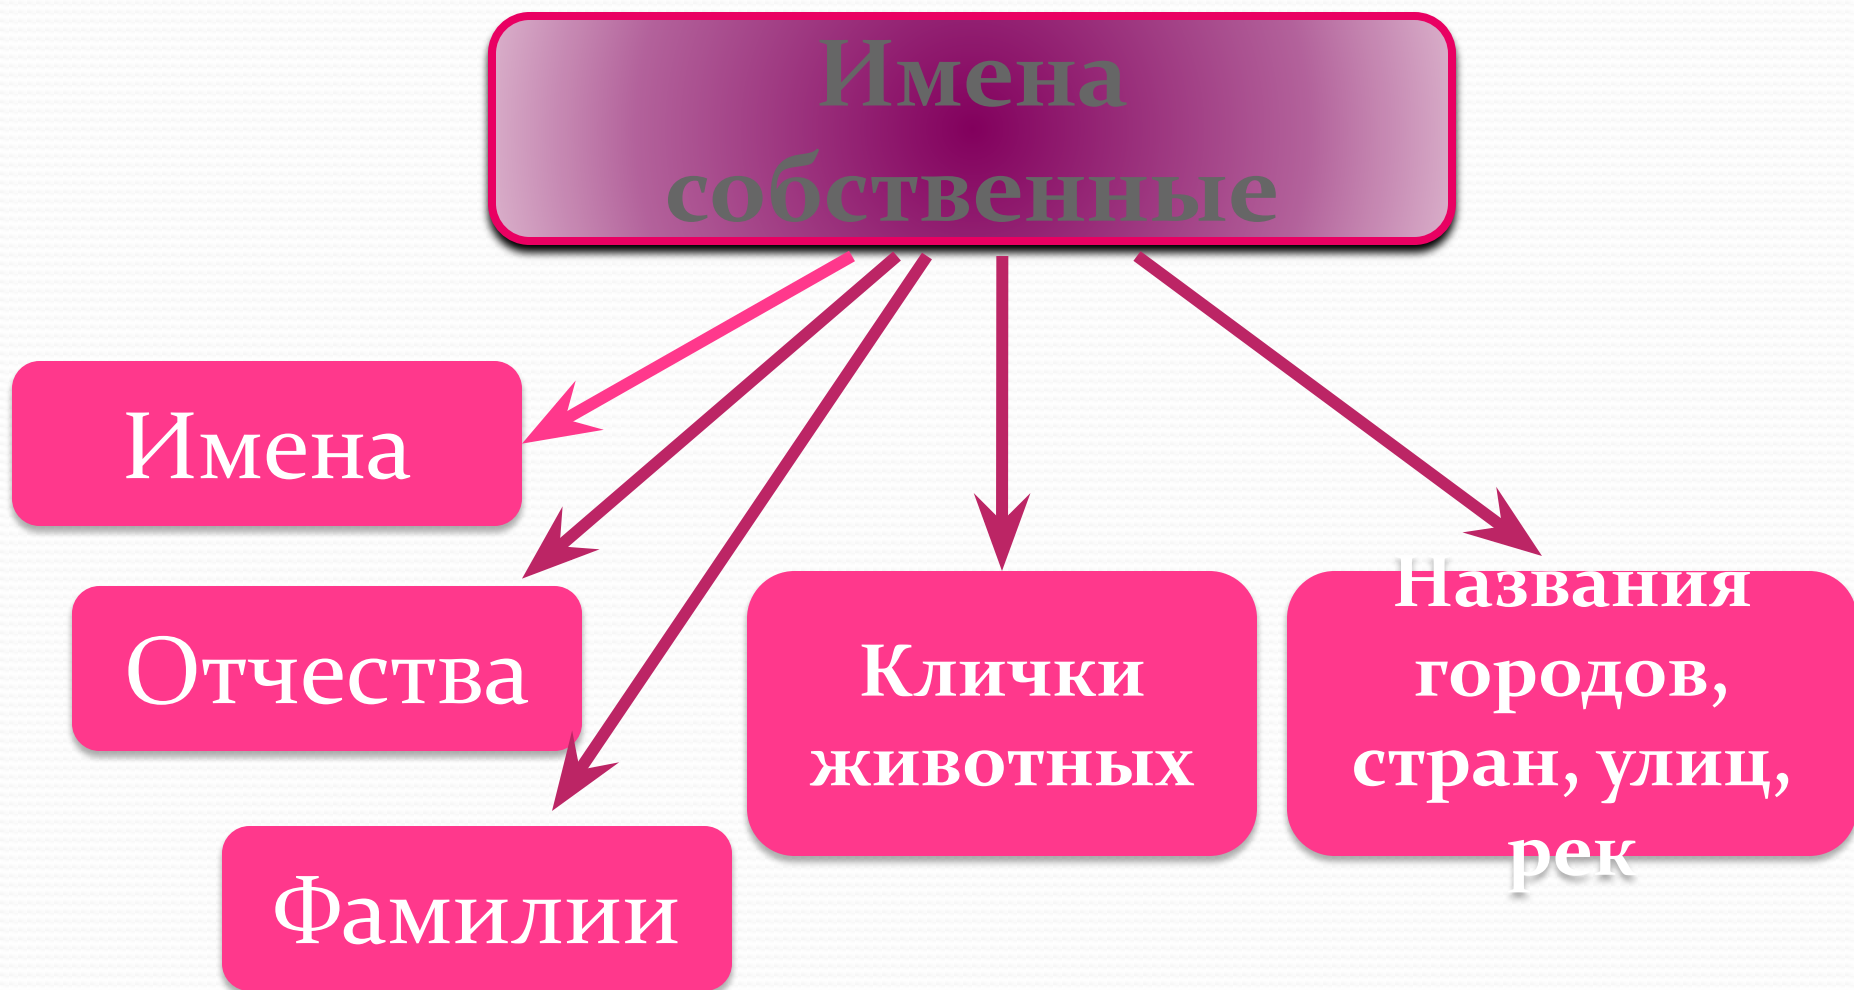 Имена
собственные
Имена
Отчества
Фамилии
Клички
животных
Названия
городов,
стран, улиц,
рек